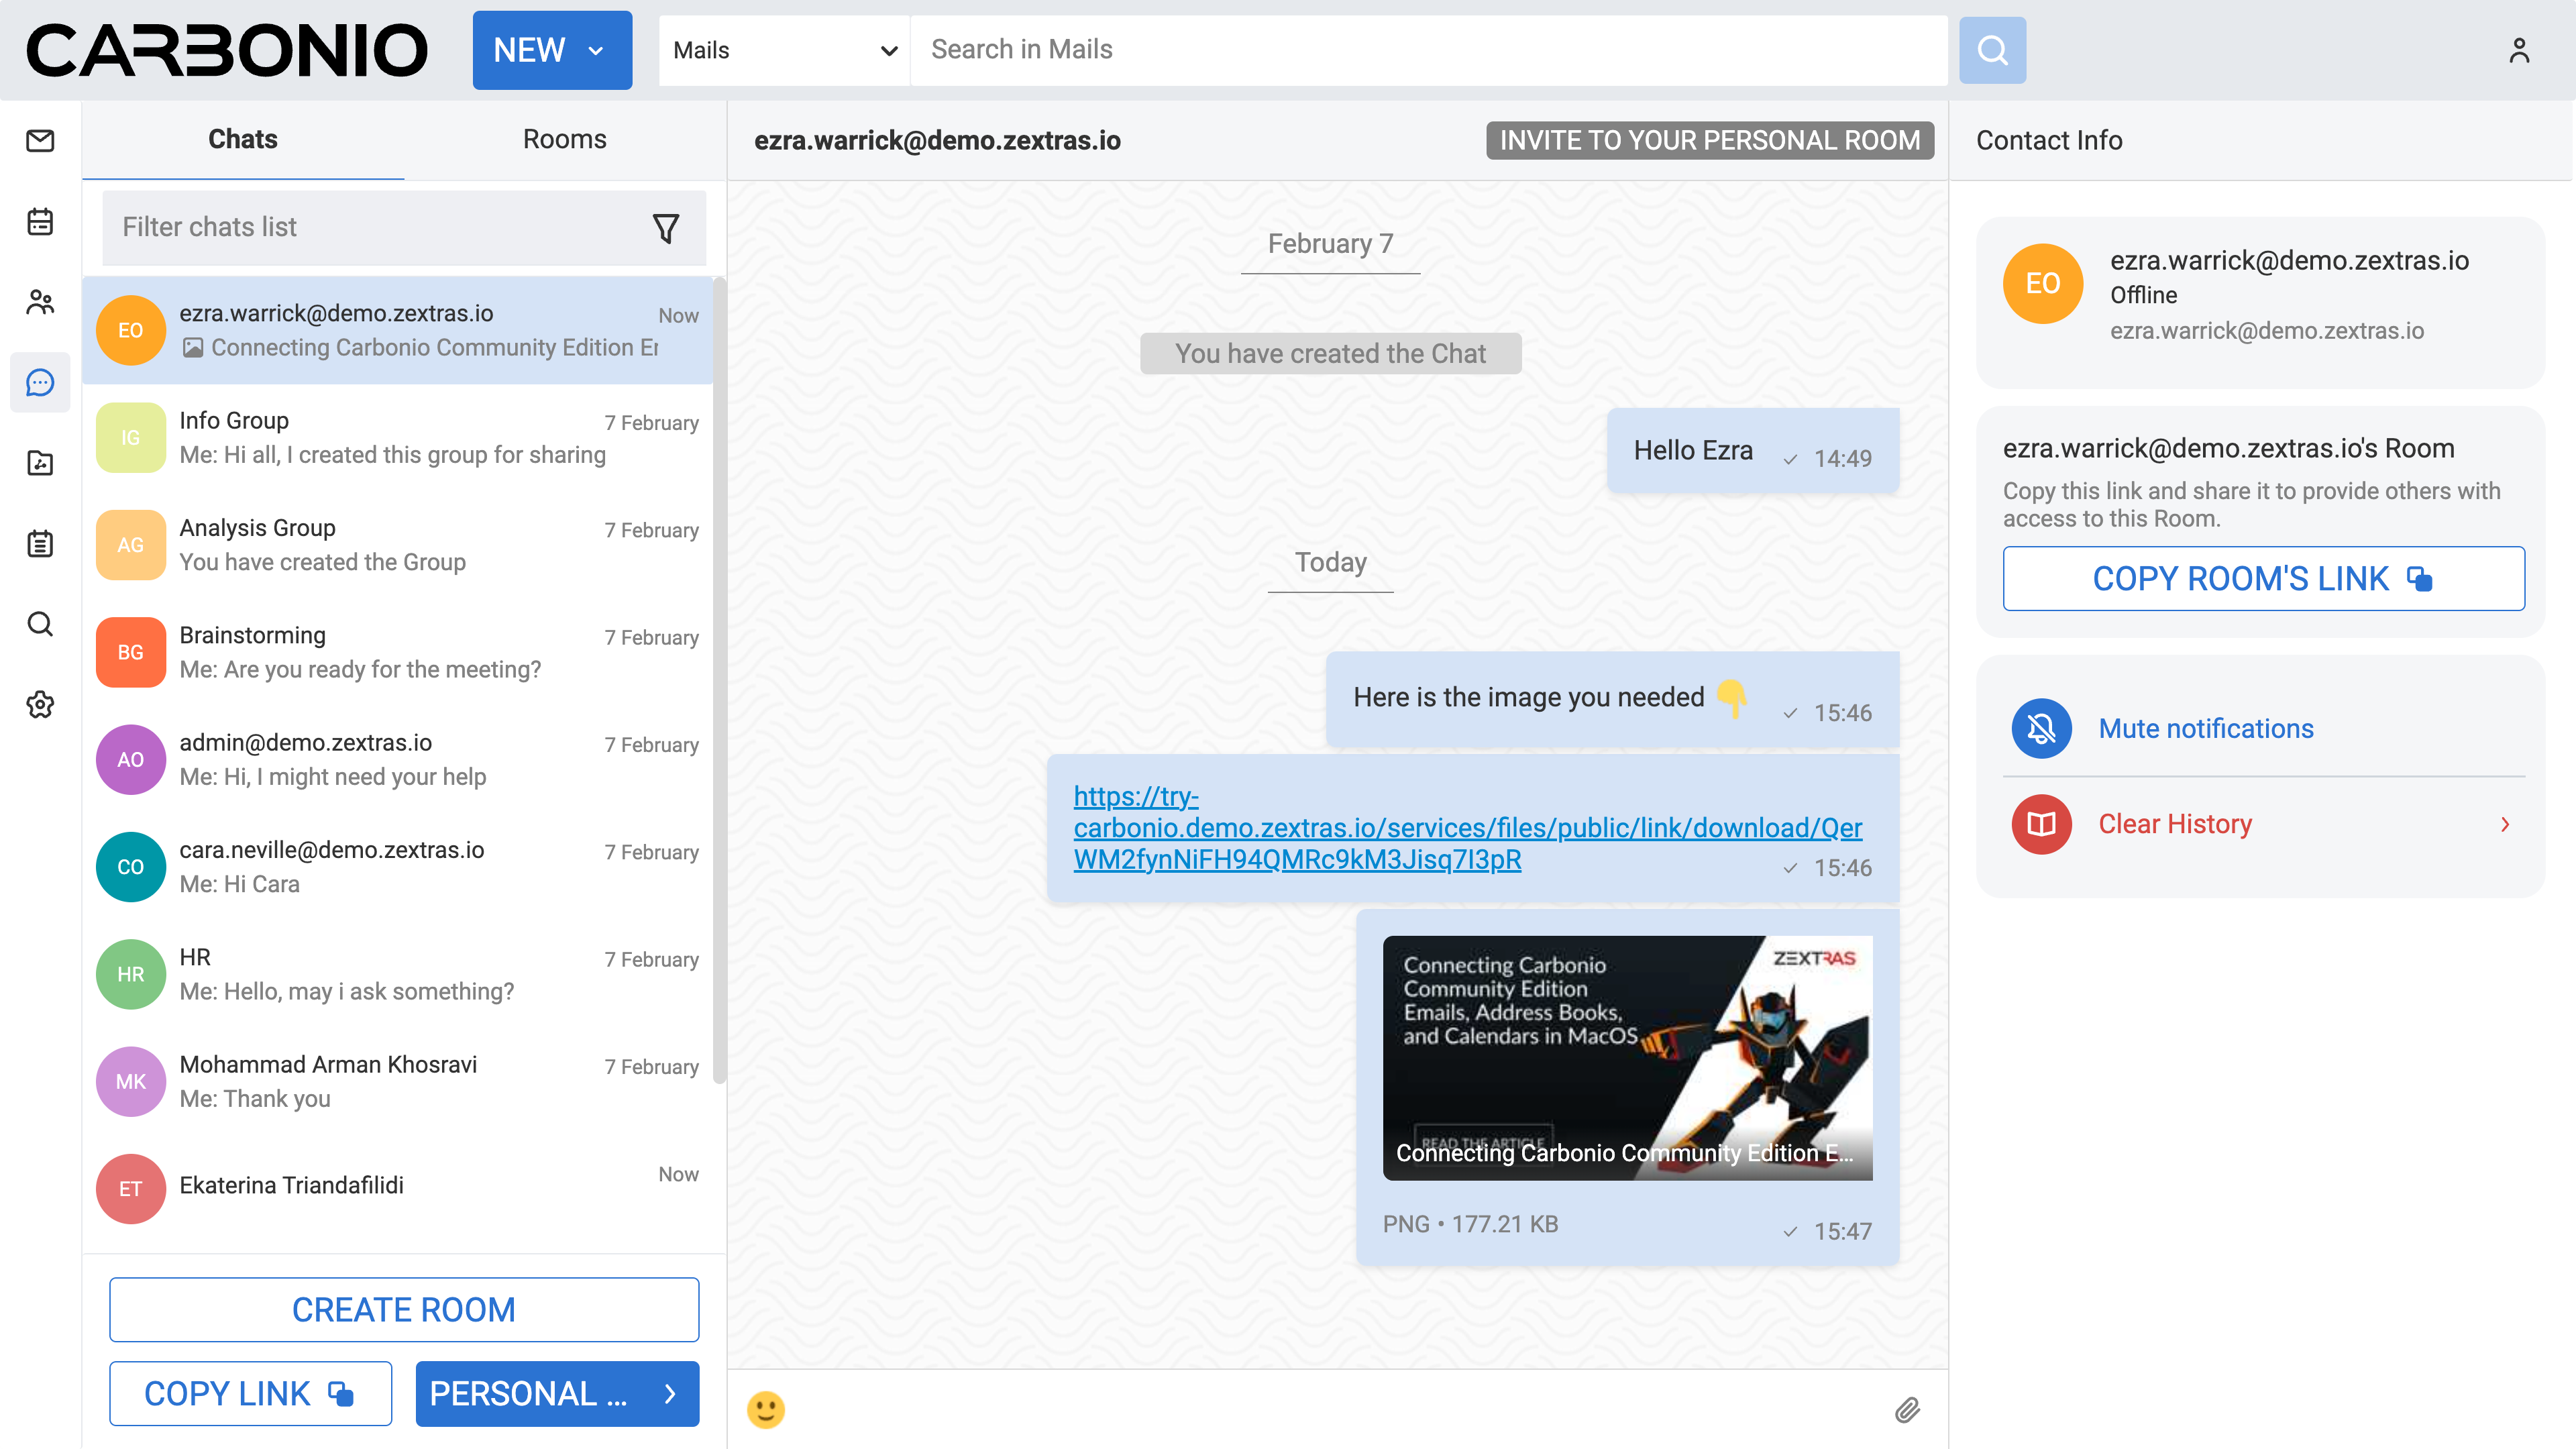 CARBONIO
NEW
Mails
Search in Mails
Chats
Rooms
Filter chats list
EO
ezra.warrick@demo.zextras.io
Now
Connecting Carbonio Community Edition Er
IG
Info Group
7 February
Me: Hi all, I created this group for sharing
AG
Analysis Group
7 February
You have created the Group
BG
Brainstorming
7 February
Me: Are you ready for the meeting?
AO
admin@demo.zextras.io
7 February
Me: Hi, I might need your help
CO
cara.neville@demo.zextras.io
7 February
Me: Hi Cara
HR
HR
7 February
Me: Hello, may i ask something?
MK
Mohammad Arman Khosravi
7 February
Me: Thank you
ET
Ekaterina Triandafilidi
Now
CREATE ROOM
COPY LINK
PERSONAL ...
ezra.warrick@demo.zextras.io
INVITE TO YOUR PERSONAL ROOM
February 7
You have created the Chat
Hello Ezra
14:49
Today
Here is the image you needed
15:46
https://try-
carbonio.demo.zextras.io/services/files/public/link/download/Qer
WM2fynNiFH94QMRc9kM3Jisq7I3pR
15:46
ZEXTRAS
Connecting Carbonio
Community Edition
Emails, Address Books,
and Calendars in MacOS
READ THE ARTICLE
Connecting Carbonio Community Edition E...
PNG • 177.21 KB
15:47
Contact Info
EO
ezra.warrick@demo.zextras.io
Offline
ezra.warrick@demo.zextras.io
ezra.warrick@demo.zextras.io's Room
Copy this link and share it to provide others with
access to this Room.
COPY ROOM'S LINK
Mute notifications
Clear History